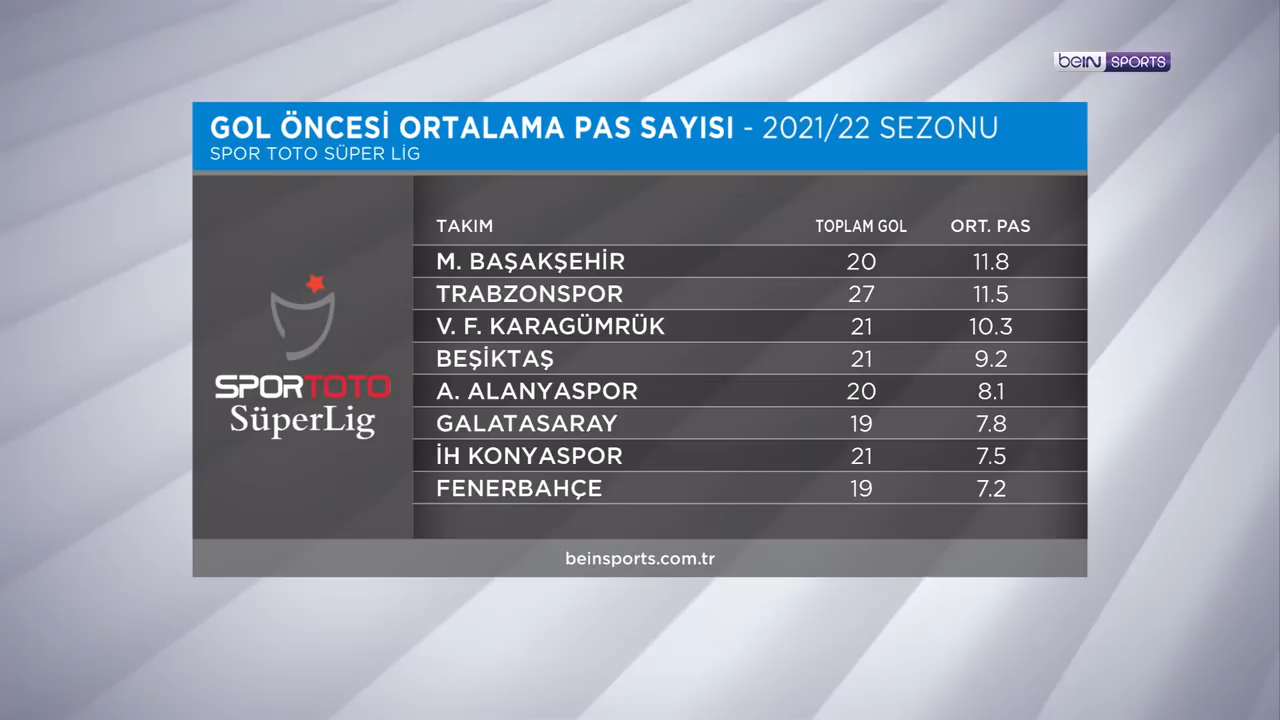 beIN SPORTS
GOL ÖNCESİ ORTALAMA PAS SAYISI - 2021/22 SEZONU
SPOR TOTO SÜPER LİG
TAKIM TOPLAM GOL ORT. PAS
M. BAŞAKŞEHİR 20 11.8
TRABZONSPOR 27 11.5
V. F. KARAGÜMRÜK 21 10.3
BEŞİKTAŞ 21 9.2
A. ALANYASPOR 20 8.1
GALATASARAY 19 7.8
İH KONYASPOR 21 7.5
FENERBAHÇE 19 7.2
SPORTOTO
SüperLig
beinsports.com.tr